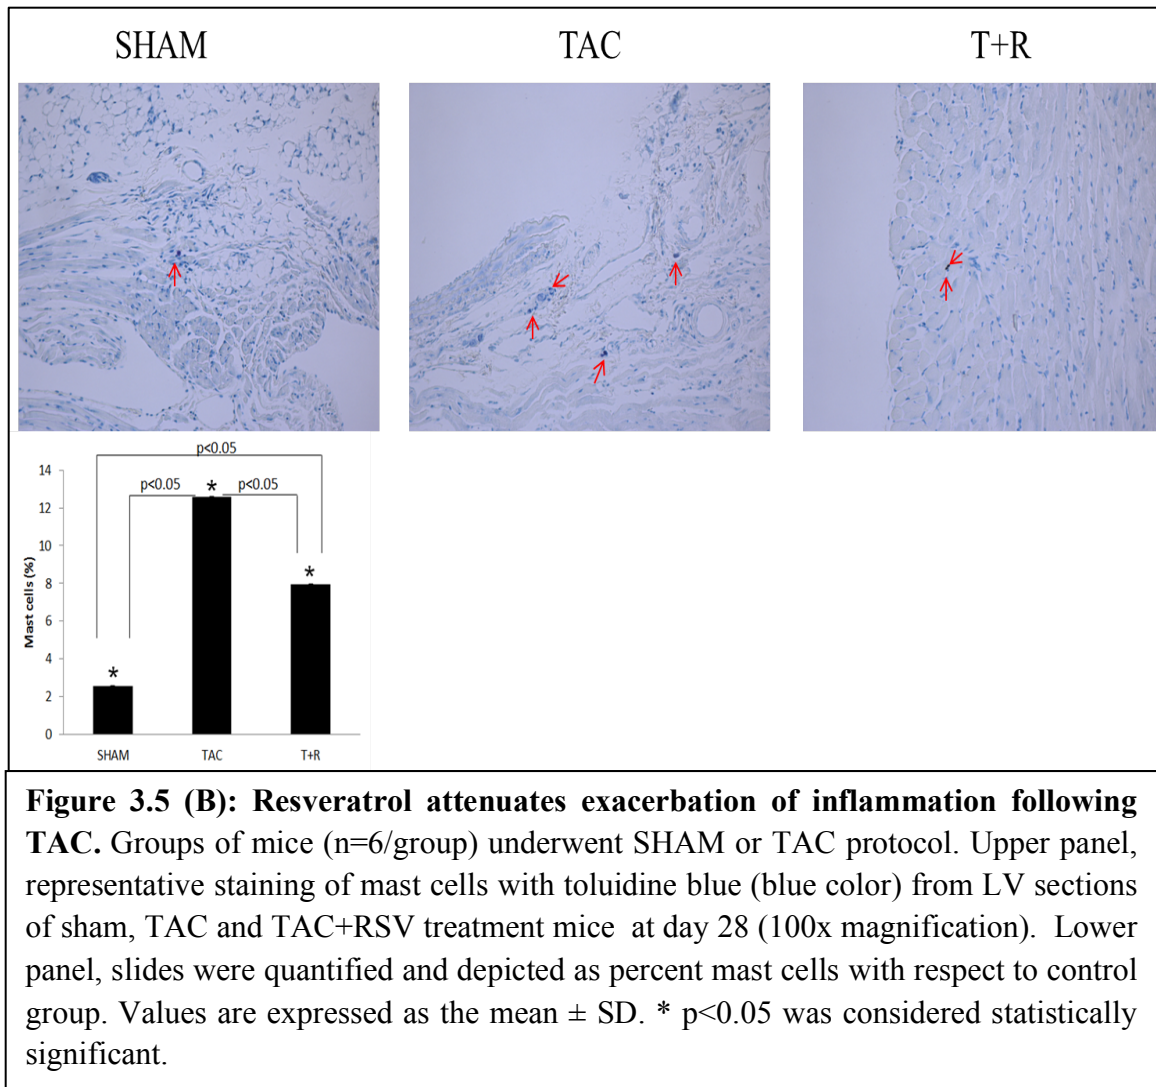 SHAM TAC T+R
p<0.05
p<0.05 p<0.05
14
12
10
8
6
4
2
0
Mast cells (%)
* * *
SHAM TAC T+R
Figure 3.5 (B): Resveratrol attenuates exacerbation of inflammation following
TAC. Groups of mice (n=6/group) underwent SHAM or TAC protocol. Upper panel,
representative staining of mast cells with toluidine blue (blue color) from LV sections
of sham, TAC and TAC+RSV treatment mice at day 28 (100x magnification). Lower
panel, slides were quantified and depicted as percent mast cells with respect to control
group. Values are expressed as the mean ± SD. * p<0.05 was considered statistically
significant.